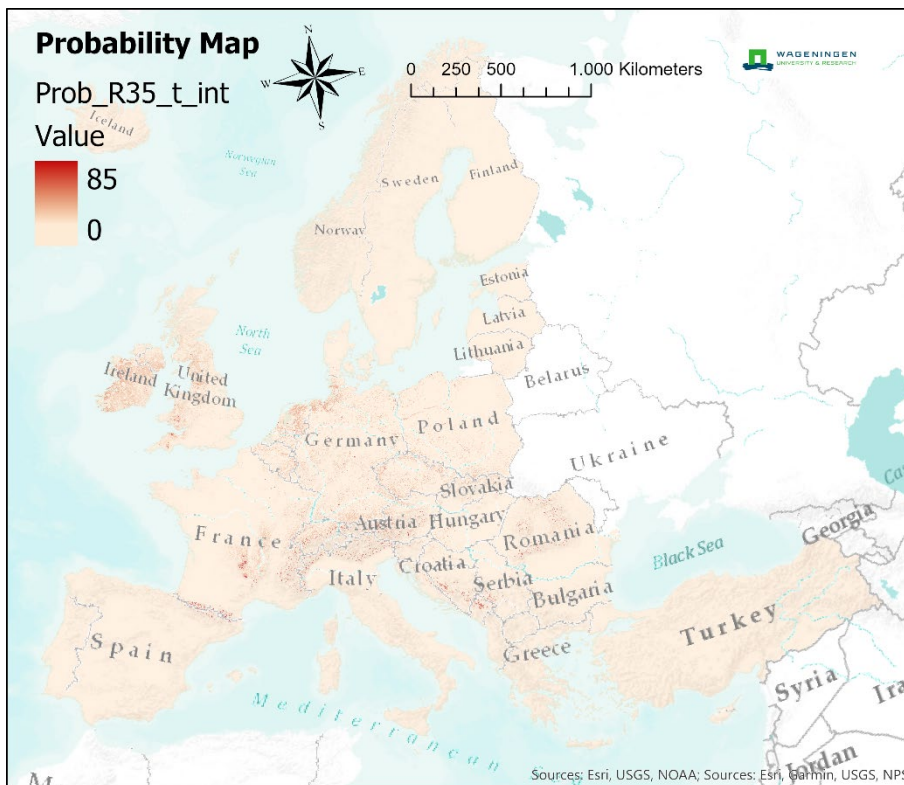 Probability Map
Prob_R35_t_int
Value
85
0
N
W
E
S
0 250 500 1.000 Kilometers
WAGENINGEN
UNIVERSITY & RESEARCH
Iceland
Norwegian
Sea
Sweden
Finland
Norway
Estonia
Latvia
Lithuania
North
Sea
Belarus
Ireland
United
Kingdom
Germany
Poland
Ukraine
Slovakia
Austria
Hungary
France
Romania
Georgia
Croatia
Black Sea
Italy
Serbia
Bulgaria
Spain
Turkey
Greece
Syria
Mediterranean Sea
Jordan
Sources: Esri, USGS, NOAA; Sources: Esri, Garmin, USGS, NPS